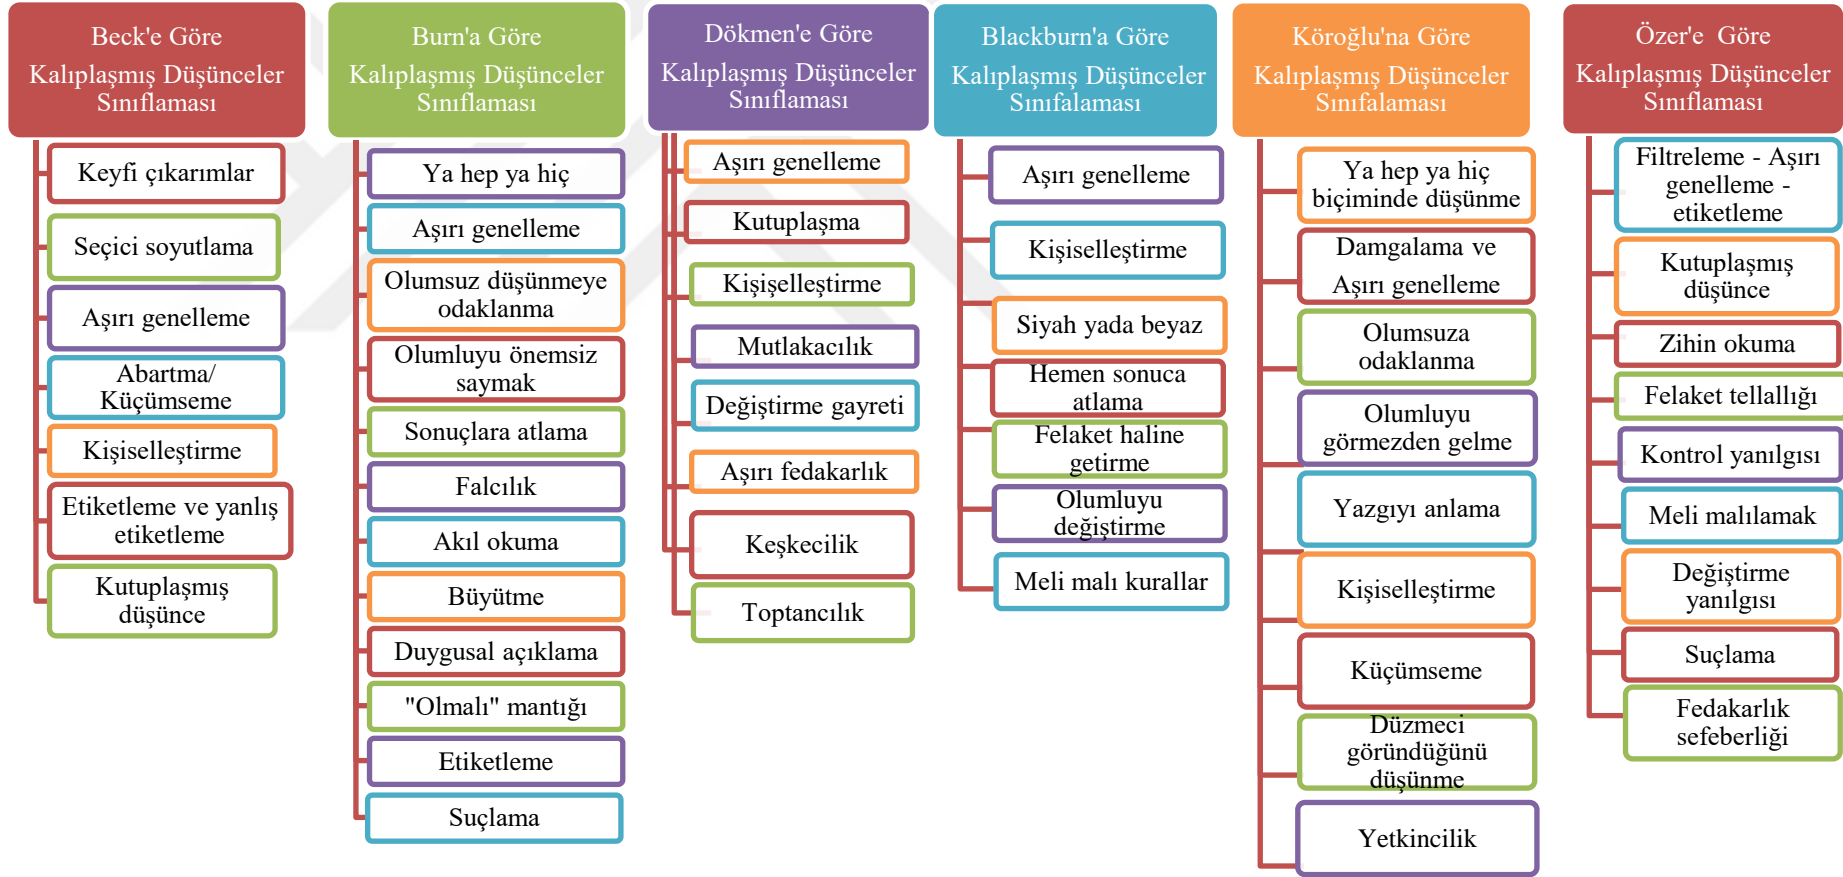 Beck'e Göre
Kalıplaşmış Düşünceler
Sınıflaması
Keyfi çıkarımlar
Seçici soyutlama
Aşırı genelleme
Abartma/
Küçümseme
Kişiselleştirme
Etiketleme ve yanlış
etiketleme
Kutuplaşmış
düşünce
Burn'a Göre
Kalıplaşmış Düşünceler
Sınıflaması
Ya hep ya hiç
Aşırı genelleme
Olumsuz düşünmeye
odaklanma
Olumluyu önemsiz
saymak
Sonuçlara atlama
Falcılık
Akıl okuma
Büyütme
Duygusal açıklama
"Olmalı" mantığı
Etiketleme
Suçlama
Dökmen'e Göre
Kalıplaşmış Düşünceler
Sınıflaması
Aşırı genelleme
Kutuplaşma
Kişişelleştirme
Mutlakacılık
Değiştirme gayreti
Aşırı fedakarlık
Keşkecilik
Toptancılık
Blackburn'a Göre
Kalıplaşmış Düşünceler
Sınıfalaması
Aşırı genelleme
Kişiselleştirme
Siyah yada beyaz
Hemen sonuca
atlama
Felaket haline
getirme
Olumluyu
değiştirme
Meli malı kurallar
Köroğlu'na Göre
Kalıplaşmış Düşünceler
Sınıfalaması
Ya hep ya hiç
biçiminde düşünme
Damgalama ve
Aşırı genelleme
Olumsuza
odaklanma
Olumluyu
görmezden gelme
Yazgıyı anlama
Kişiselleştirme
Küçümseme
Düzmeci
göründüğünü
düşünme
Yetkincilik
Özer'e Göre
Kalıplaşmış Düşünceler
Sınıflaması
Filtreleme - Aşırı
genelleme -
etiketleme
Kutuplaşmış
düşünce
Zihin okuma
Felaket tellallığı
Kontrol yanılgısı
Meli malılamak
Değiştirme
yanılgısı
Suçlama
Fedakarlık
sefeberliği